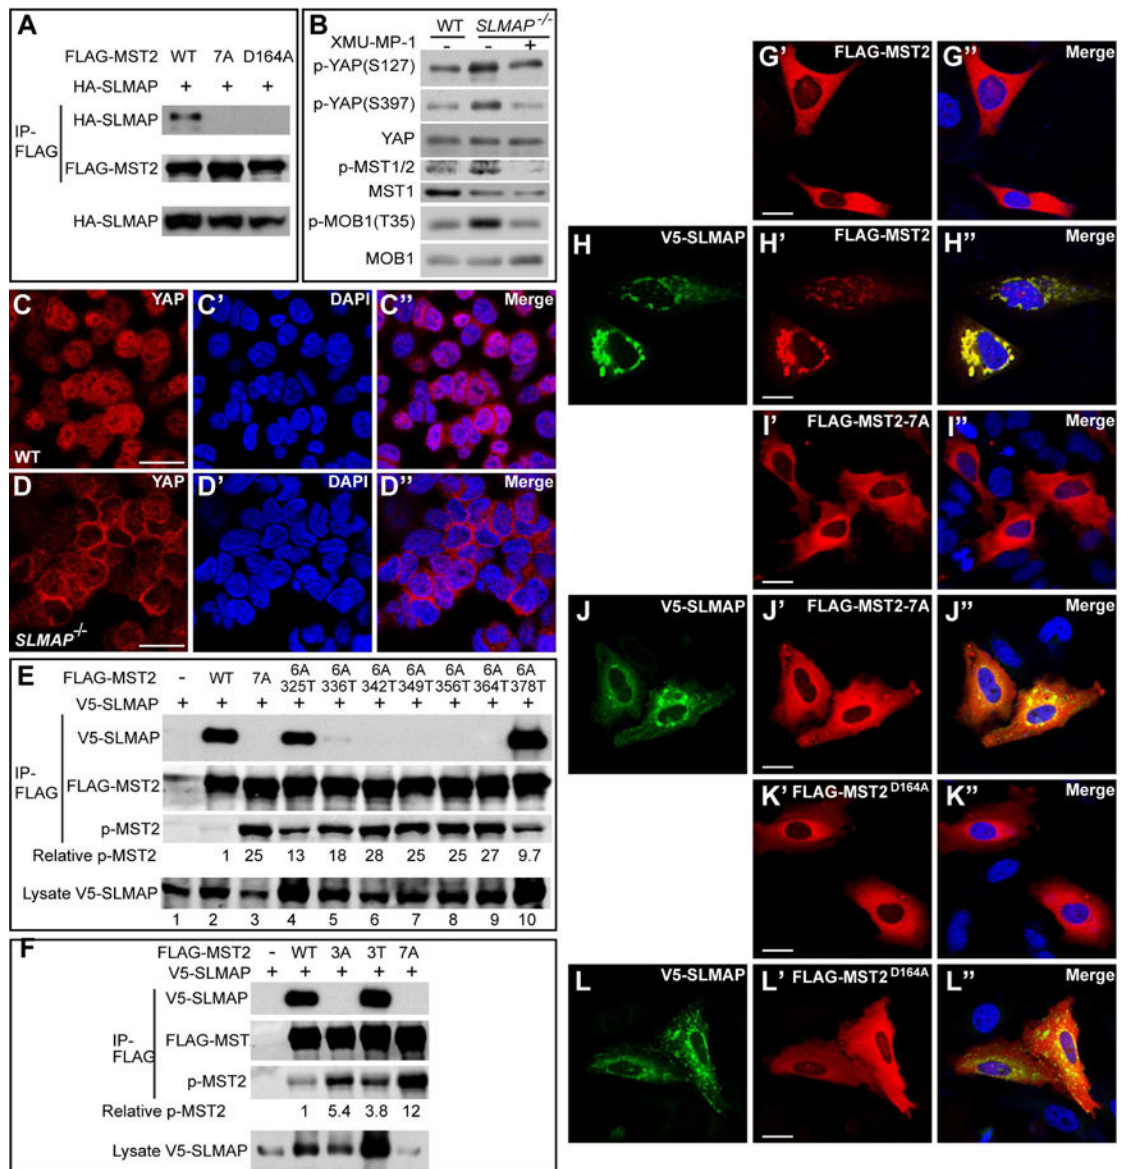 A
FLAG-MST2 WT 7A D164A
HA-SLMAP + + +
IP-FLAG
HA-SLMAP
FLAG-MST2
HA-SLMAP
B
WT SLMAP-/-
XMU-MP-1 - - +
p-YAP(S127)
p-YAP(S397)
YAP
p-MST1/2
MST1
p-MOB1(T35)
MOB1
C YAP
WT
C' DAPI
C'' Merge
D YAP
SLMAP-/-
D' DAPI
D'' Merge
E
FLAG-MST2 - WT 7A 6A 325T 6A 336T 6A 342T 6A 349T 6A 356T 6A 364T 6A 378T
V5-SLMAP + + + + + + + + + +
IP-FLAG
V5-SLMAP
FLAG-MST2
p-MST2
Relative p-MST2 1 25 13 18 28 25 25 27 9.7
Lysate V5-SLMAP
1 2 3 4 5 6 7 8 9 10
F
FLAG-MST2 - WT 3A 3T 7A
V5-SLMAP + + + + +
IP-FLAG
V5-SLMAP
FLAG-MST
p-MST2
Relative p-MST2 1 5.4 3.8 12
Lysate V5-SLMAP
G' FLAG-MST2
G'' Merge
H V5-SLMAP
H' FLAG-MST2
H'' Merge
I' FLAG-MST2-7A
I'' Merge
J V5-SLMAP
J' FLAG-MST2-7A
J'' Merge
K' FLAG-MST2D164A
K'' Merge
L V5-SLMAP
L' FLAG-MST2D164A
L'' Merge